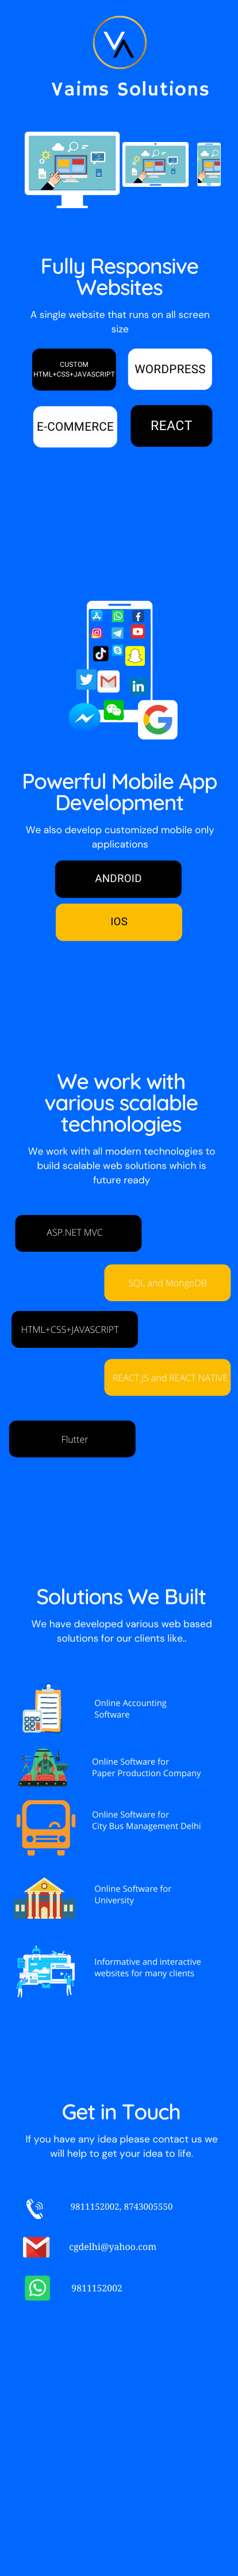 VA
Vaims Solutions
Fully Responsive
Websites
A single website that runs on all screen
size
CUSTOM
HTML+CSS+JAVASCRIPT
WORDPRESS
E-COMMERCE
REACT
Powerful Mobile App
Development
We also develop customized mobile only
applications
ANDROID
IOS
We work with
various scalable
technologies
We work with all modern technologies to
build scalable web solutions which is
future ready
ASP.NET MVC
SQL and MongoDB
HTML+CSS+JAVASCRIPT
REACT.JS and REACT NATIVE
Flutter
Solutions We Built
We have developed various web based
solutions for our clients like..
Online Accounting
Software
Online Software for
Paper Production Company
Online Software for
City Bus Management Delhi
Online Software for
University
Informative and interactive
websites for many clients
Get in Touch
If you have any idea please contact us we
will help to get your idea to life.
9811152002, 8743005550
cgdelhi@yahoo.com
9811152002